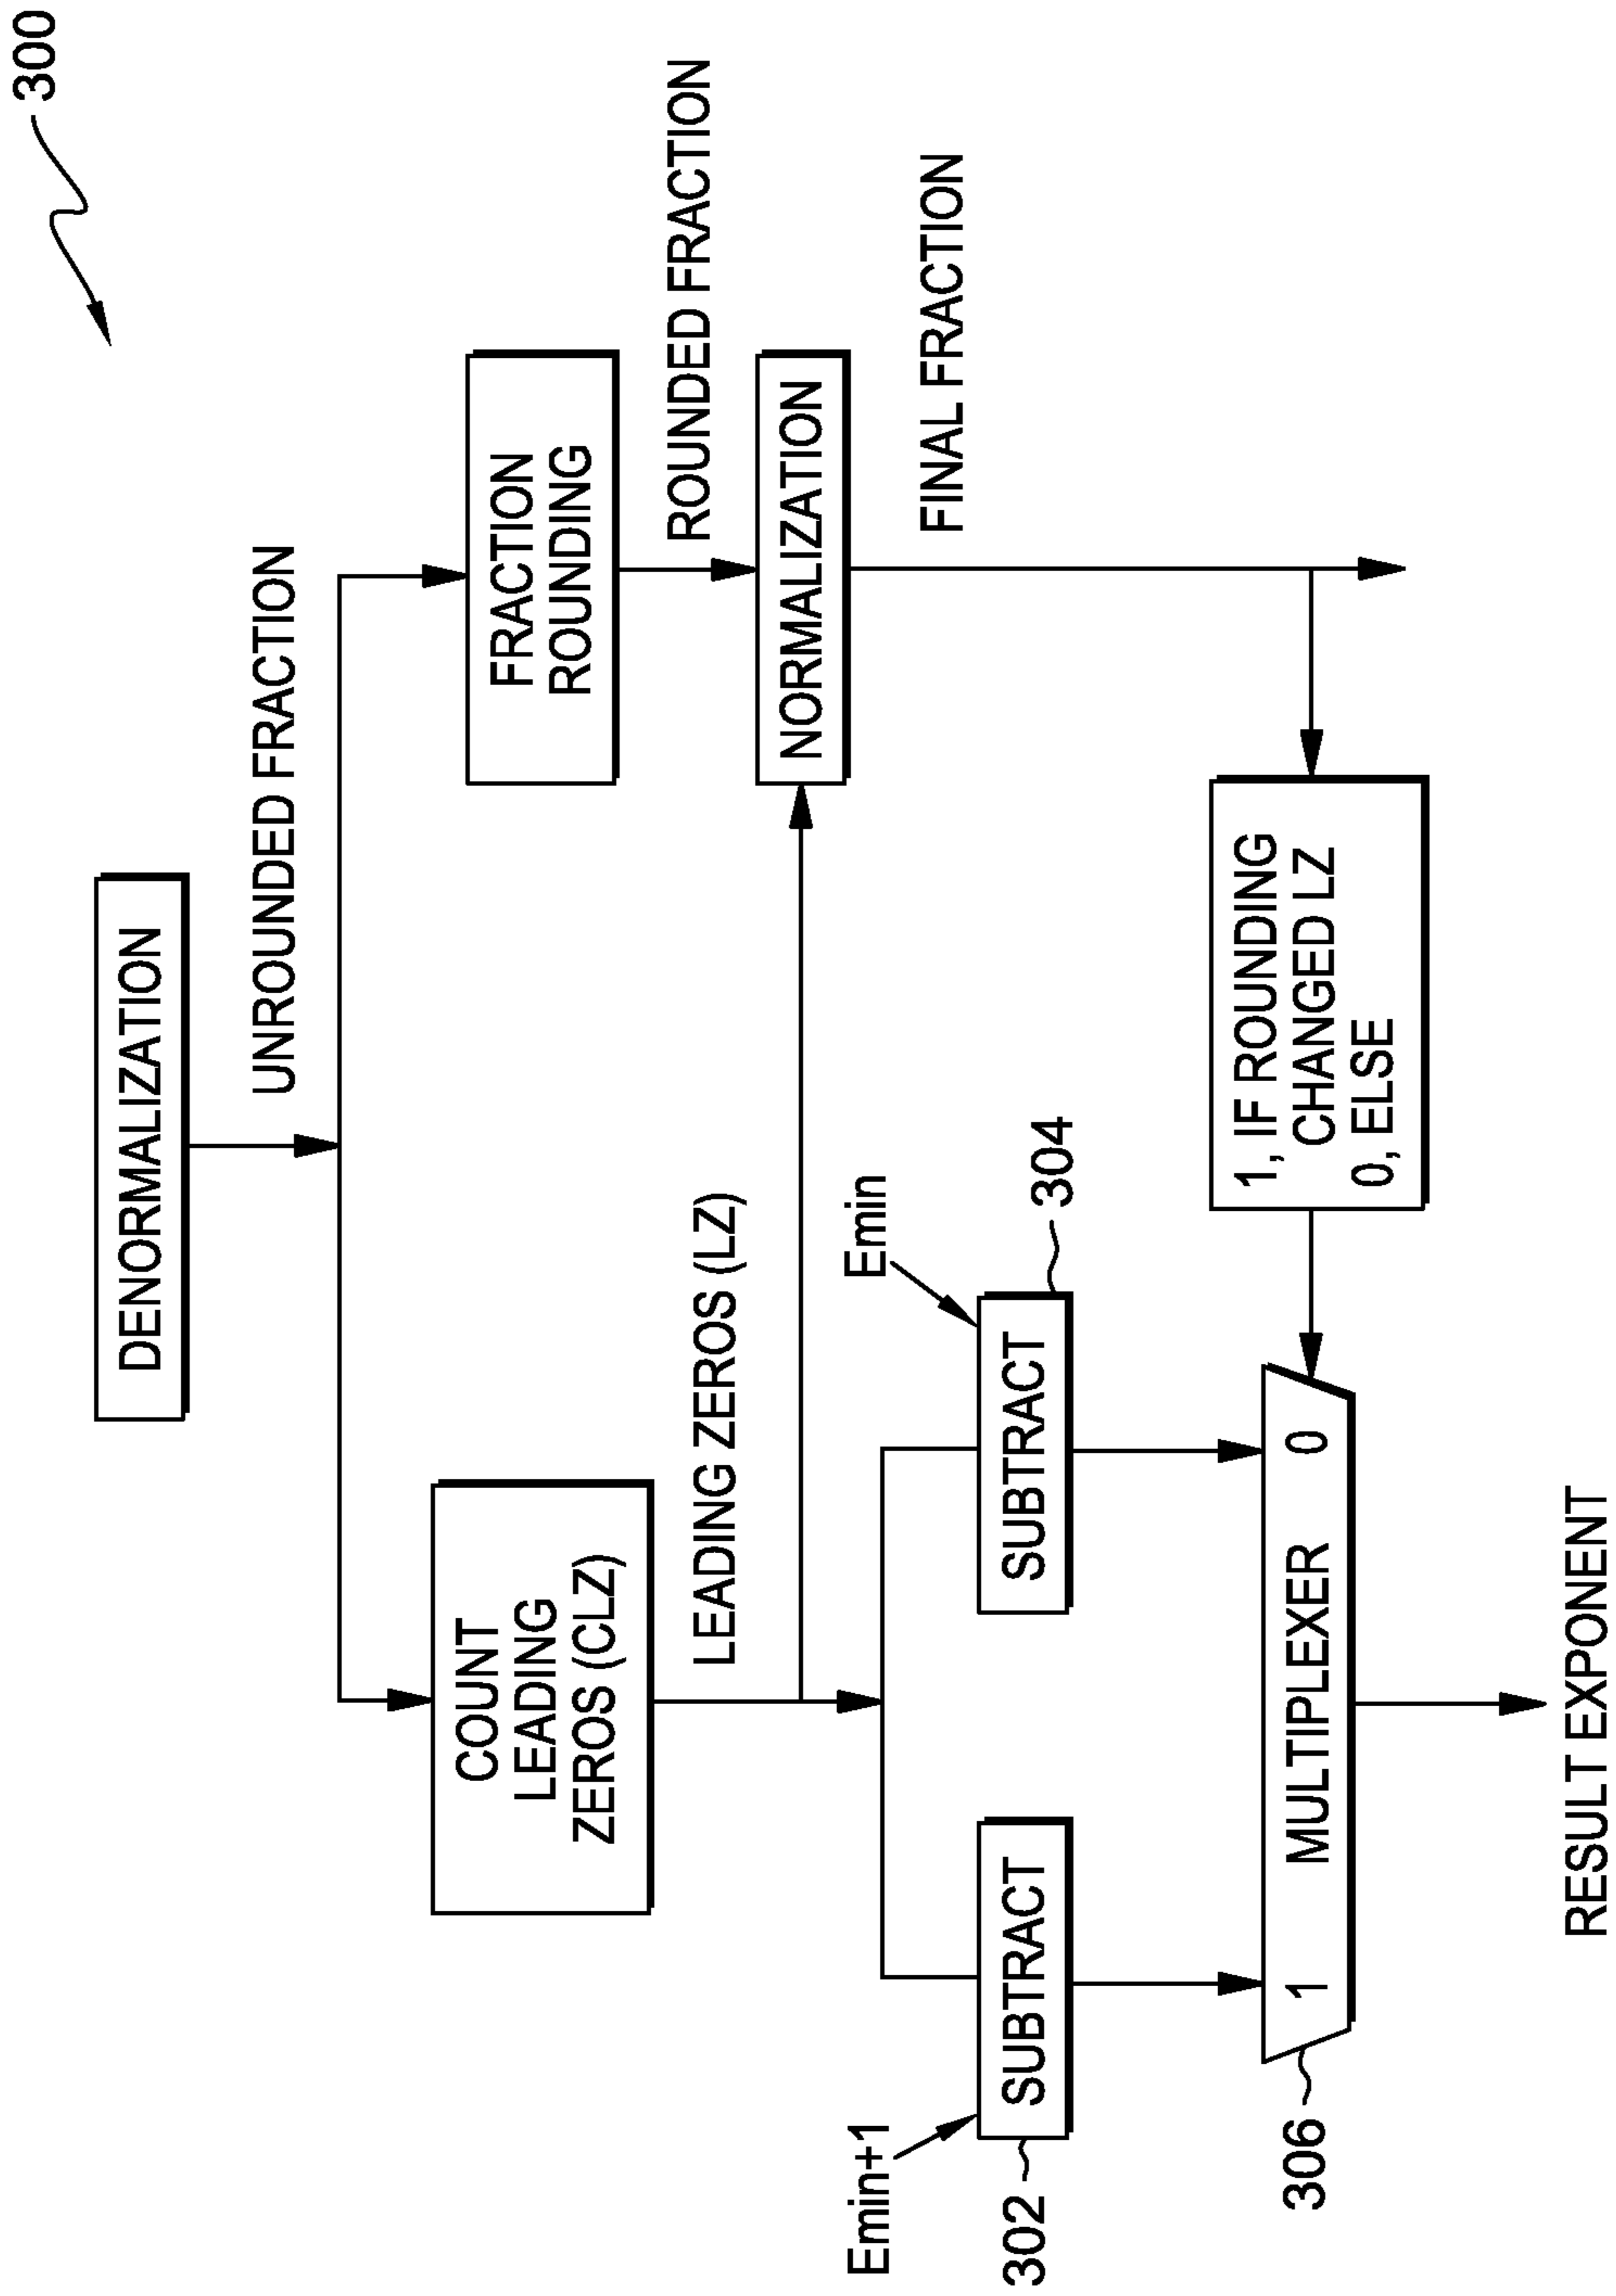 300
DENORMALIZATION
UNROUNDED FRACTION
COUNT
LEADING
ZEROS (CLZ)
FRACTION
ROUNDING
LEADING ZEROS (LZ)
ROUNDED FRACTION
NORMALIZATION
Emin+1
Emin
FINAL FRACTION
302
SUBTRACT
SUBTRACT
304
1, IF ROUNDING
CHANGED LZ
0, ELSE
306
1 MULTIPLEXER 0
RESULT EXPONENT